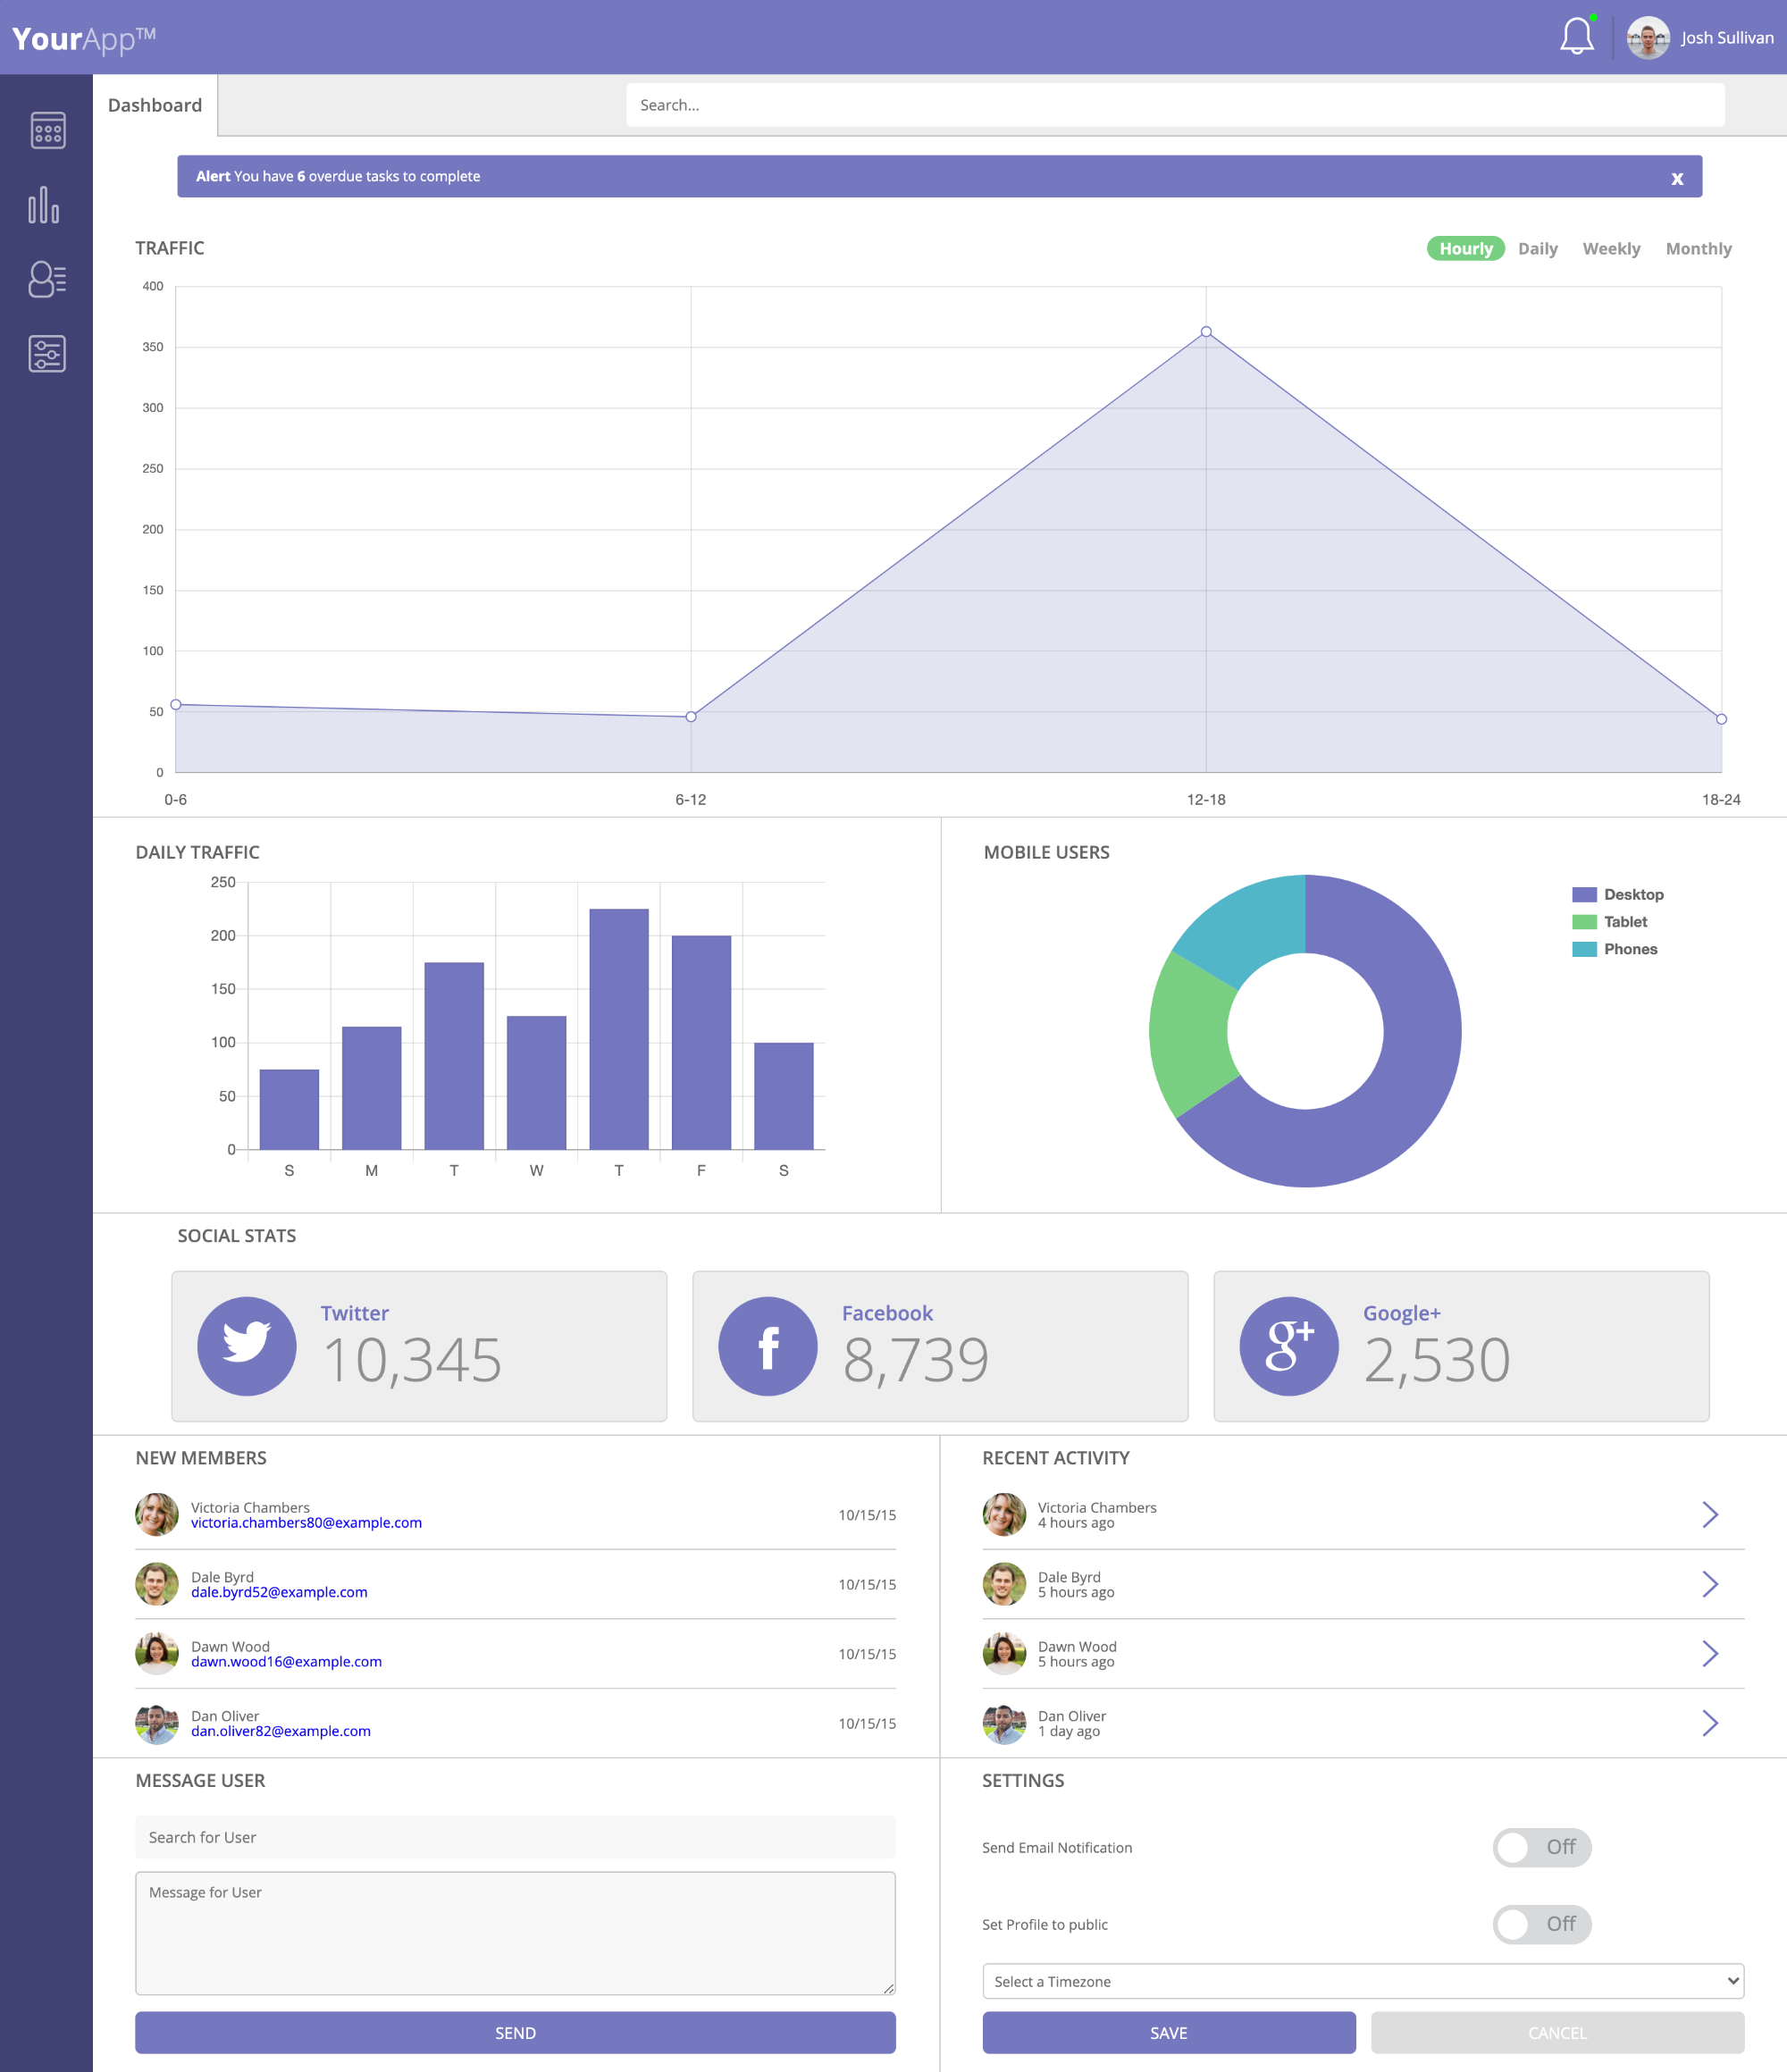 YourApp™
Josh Sullivan
Dashboard
Search...
Alert You have 6 overdue tasks to complete
x
TRAFFIC
Hourly Daily Weekly Monthly
400
350
300
250
200
150
100
50
0
0-6 6-12 12-18 18-24
DAILY TRAFFIC
250
200
150
100
50
0
S M T W T F S
MOBILE USERS
Desktop
Tablet
Phones
SOCIAL STATS
Twitter
10,345
f
Facebook
8,739
g+
Google+
2,530
NEW MEMBERS
Victoria Chambers
victoria.chambers80@example.com
10/15/15
Dale Byrd
dale.byrd52@example.com
10/15/15
Dawn Wood
dawn.wood16@example.com
10/15/15
Dan Oliver
dan.oliver82@example.com
10/15/15
RECENT ACTIVITY
Victoria Chambers
4 hours ago
Dale Byrd
5 hours ago
Dawn Wood
5 hours ago
Dan Oliver
1 day ago
MESSAGE USER
Search for User
Message for User
SEND
SETTINGS
Send Email Notification
Off
Set Profile to public
Off
Select a Timezone
SAVE
CANCEL